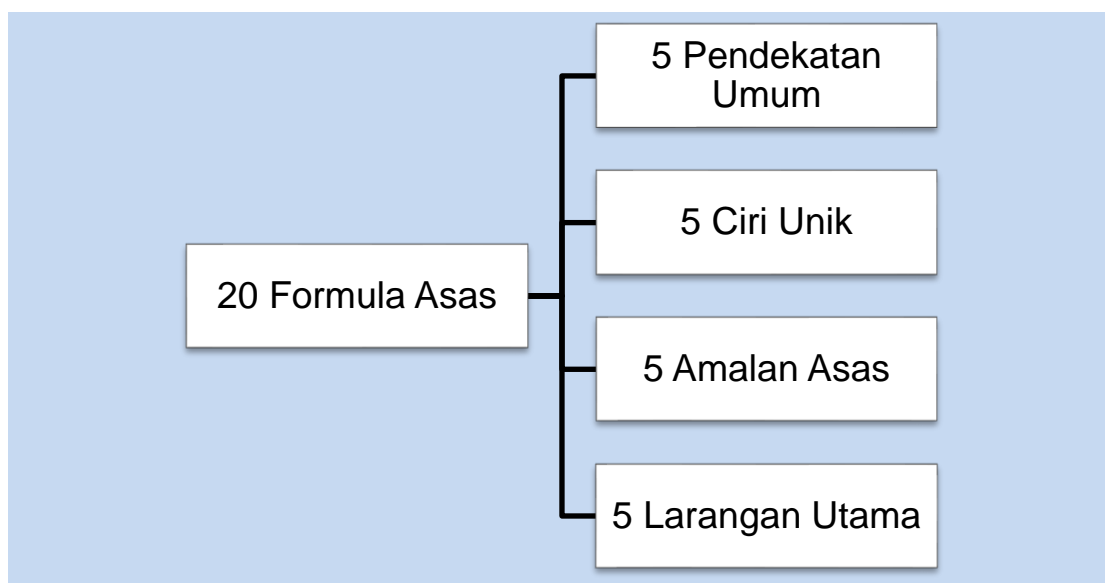 20 Formula Asas
5 Pendekatan
Umum
5 Ciri Unik
5 Amalan Asas
5 Larangan Utama